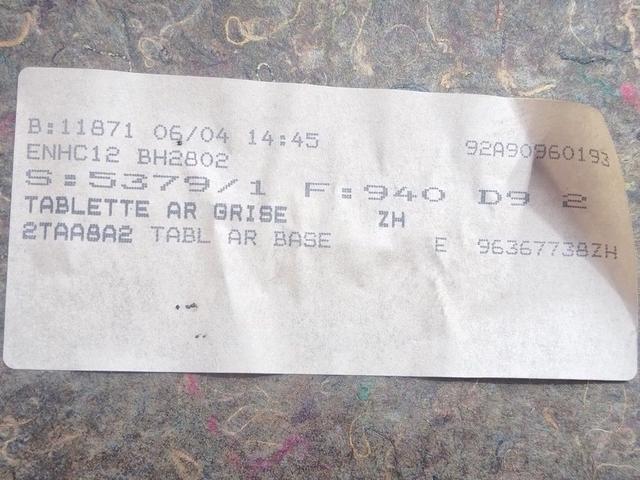 B:11871 06/04 14:45 92A90960193
ENHC12 BH2802
S:5379/1 F:940 D9 2
TABLETTE AR GRISE ZH
2TAA8A2 TABL AR BASE E 96367738ZH